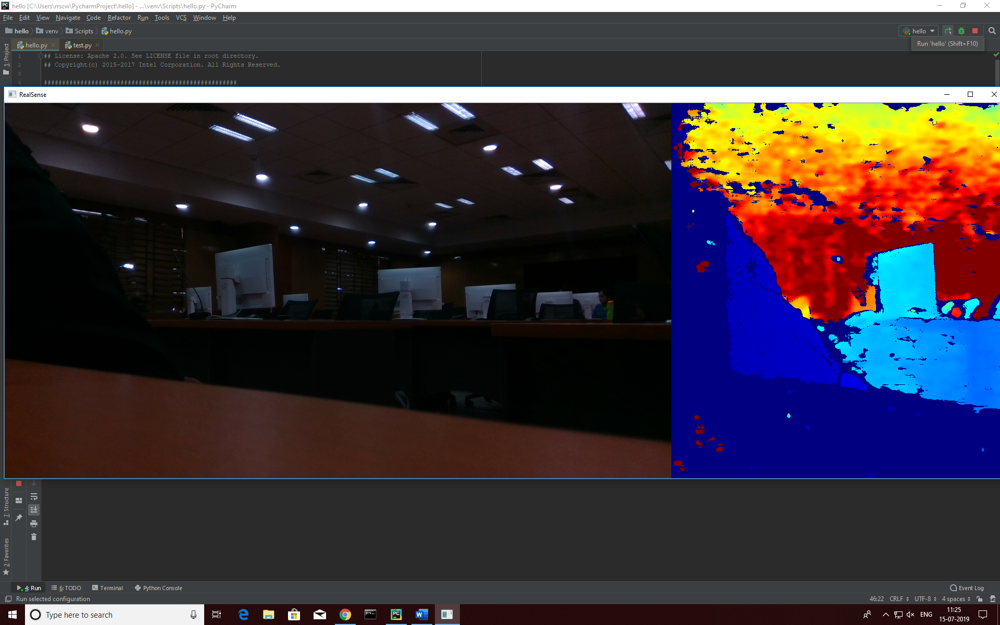 hello [C:\Users\rrscw\PycharmProject\hello] - ...\venv\Scripts\hello.py - PyCharm
File Edit View Navigate Code Refactor Run Tools VCS Window Help
hello venv Scripts hello.py
hello
hello.py test.py
Run 'hello' (Shift+F10)
1: Project
1 ## License: Apache 2.0. See LICENSE file in root directory.
2 ## Copyright(c) 2015-2017 Intel Corporation. All Rights Reserved.
3
4 #####################################################
RealSense
7: Structure
2: Favorites
4: Run 6: TODO Terminal Python Console Event Log
Run selected configuration 46:22 CRLF UTF-8 4 spaces
Type here to search
ENG 11:25
15-07-2019